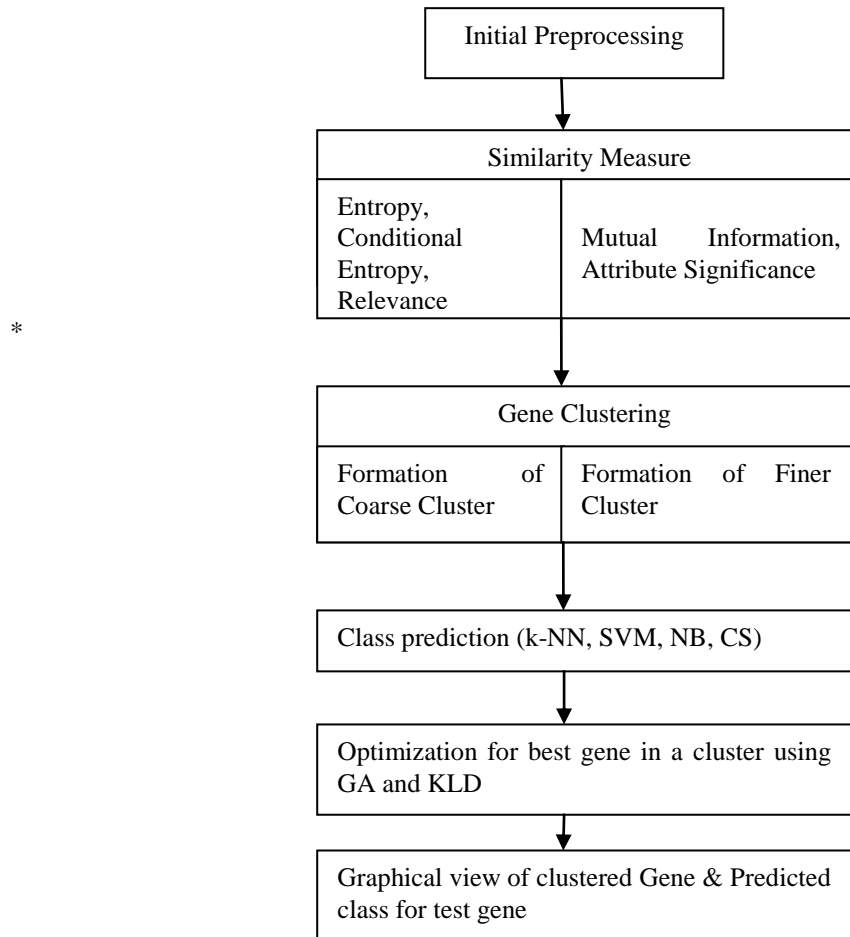 Initial Preprocessing
Similarity Measure
Entropy,
Conditional
Entropy,
Relevance
Mutual Information,
Attribute Significance
*
Gene Clustering
Formation of
Coarse Cluster
Formation of Finer
Cluster
Class prediction (k-NN, SVM, NB, CS)
Optimization for best gene in a cluster using
GA and KLD
Graphical view of clustered Gene & Predicted
class for test gene